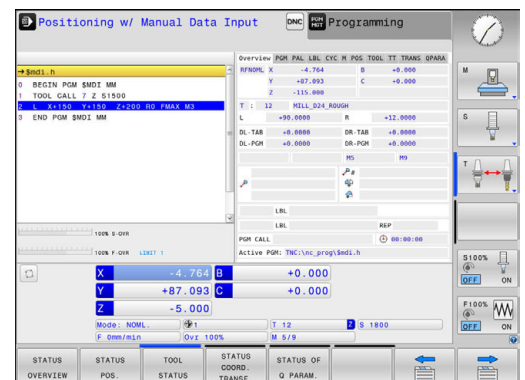 Positioning w/ Manual Data Input
DNC
Programming
Overview PGM PAL LBL CYC M POS TOOL TT TRANS QPARA
→$mdi.h
0 BEGIN PGM $MDI MM
1 TOOL CALL 7 Z S1500
2 L X+150 Y+150 Z+200 R0 FMAX M3
3 END PGM $MDI MM
RFNOML X -4.764 B +0.000
Y +87.093 C +0.000
Z -115.000
T : 12 MILL_D24_ROUGH
L +90.0000 R +12.0000
DL-TAB +0.0000 DR-TAB +0.0000
DL-PGM +0.0000 DR-PGM +0.0000
M5 M9
LBL
LBL REP
PGM CALL 00:00:00
Active PGM: TNC:\nc_prog\$mdi.h
100% S-OVR
100% F-OVR LIMIT 1
X -4.764 B +0.000
Y +87.093 C +0.000
Z -5.000
Mode: NOML. 1 T 12 Z S 1800
F 0mm/min Ovr 100% M 5/9
M
S
T
S100%
OFF ON
F100%
OFF ON
STATUS OVERVIEW
STATUS POS.
TOOL STATUS
STATUS COORD. TRANSF.
STATUS OF Q PARAM.